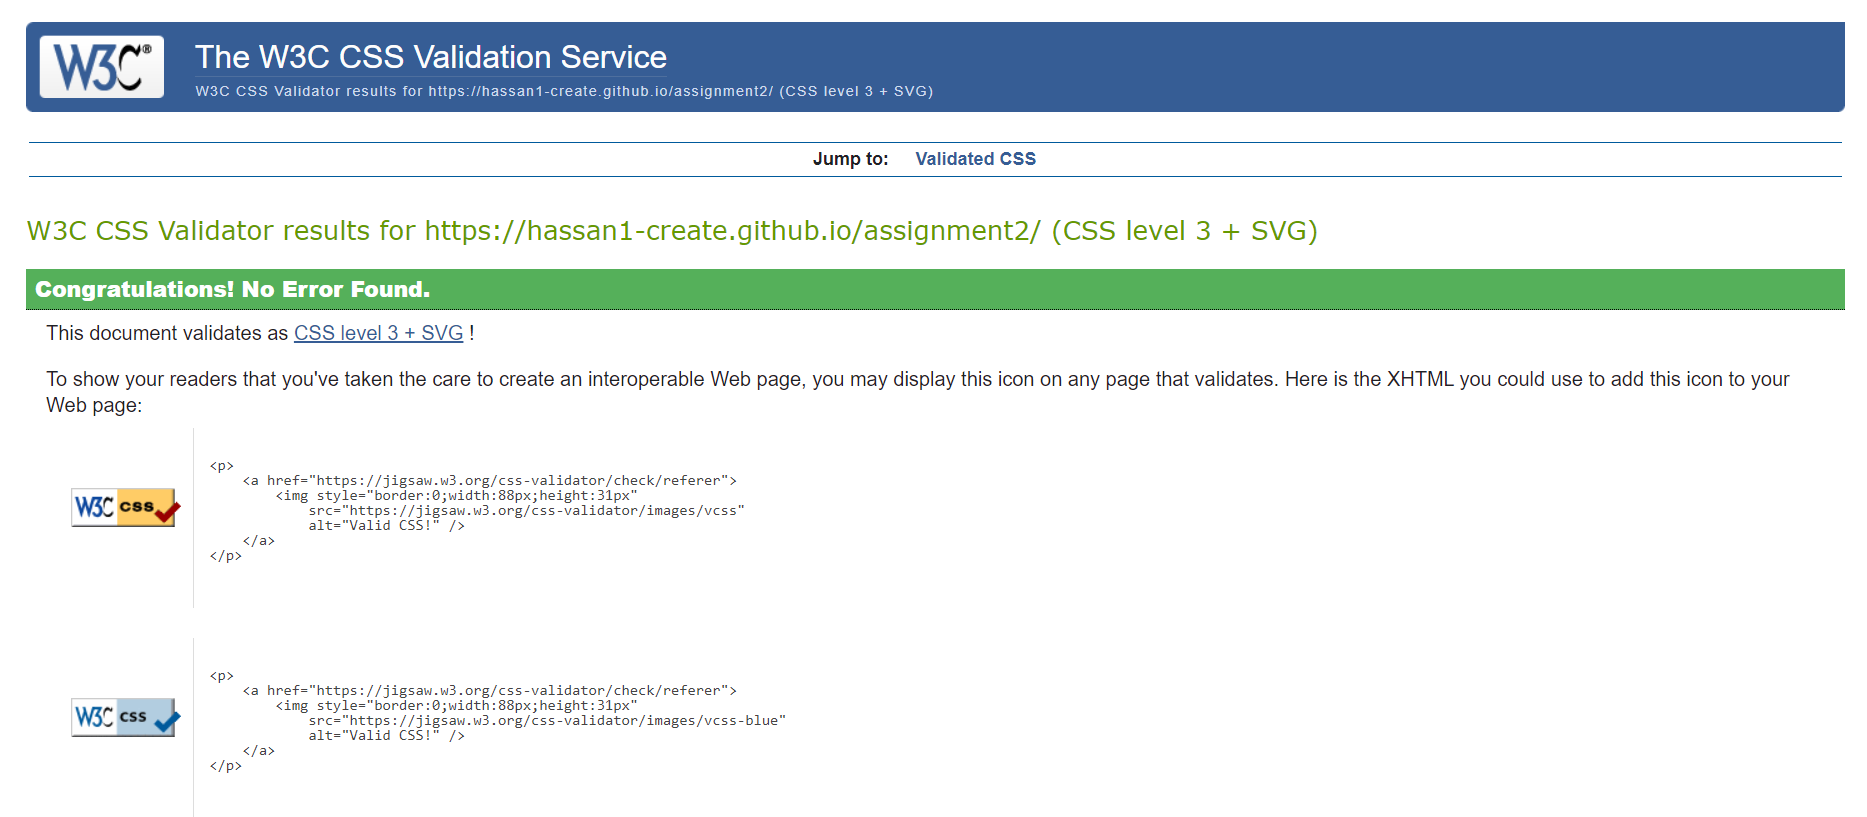 W3C®
The W3C CSS Validation Service
W3C CSS Validator results for https://hassan1-create.github.io/assignment2/ (CSS level 3 + SVG)
Jump to: Validated CSS
W3C CSS Validator results for https://hassan1-create.github.io/assignment2/ (CSS level 3 + SVG)
Congratulations! No Error Found.
This document validates as CSS level 3 + SVG !
To show your readers that you've taken the care to create an interoperable Web page, you may display this icon on any page that validates. Here is the XHTML you could use to add this icon to your
Web page:
W3C css
<p>
<a href="https://jigsaw.w3.org/css-validator/check/referer">
<img style="border:0;width:88px;height:31px"
src="https://jigsaw.w3.org/css-validator/images/vcss"
alt="Valid CSS!" />
</a>
</p>
W3C css
<p>
<a href="https://jigsaw.w3.org/css-validator/check/referer">
<img style="border:0;width:88px;height:31px"
src="https://jigsaw.w3.org/css-validator/images/vcss-blue"
alt="Valid CSS!" />
</a>
</p>